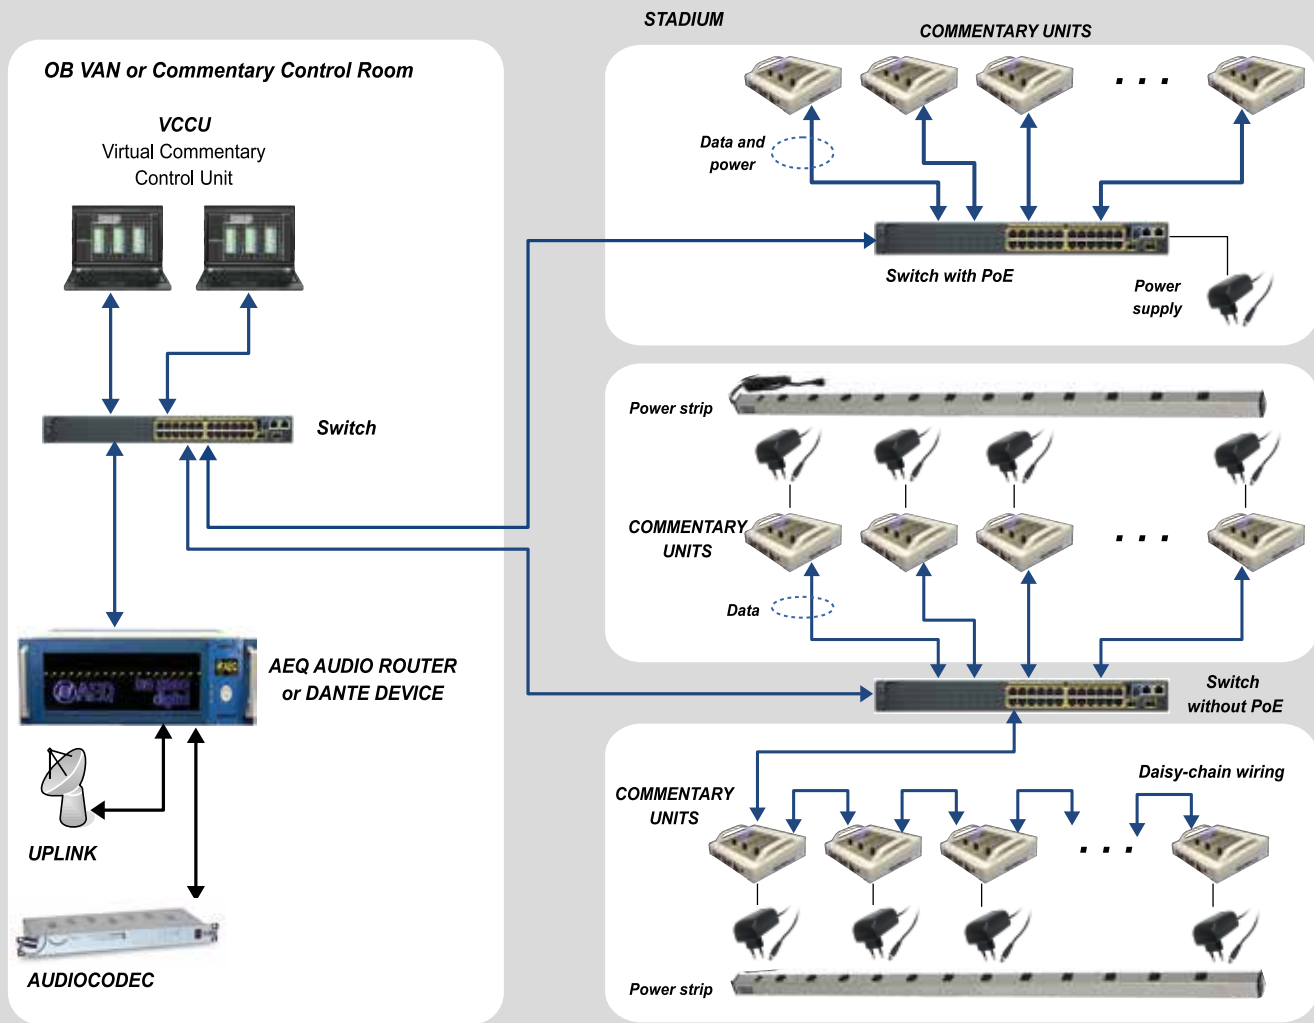 STADIUM
COMMENTARY UNITS
OB VAN or Commentary Control Room
VCCU
Virtual Commentary
Control Unit
Data and
power
Switch with PoE
Power
supply
Power strip
Switch
COMMENTARY
UNITS
Data
AEQ AUDIO ROUTER
or DANTE DEVICE
AEQ
Switch
without PoE
Daisy-chain wiring
COMMENTARY
UNITS
UPLINK
AUDIOCODEC
Power strip